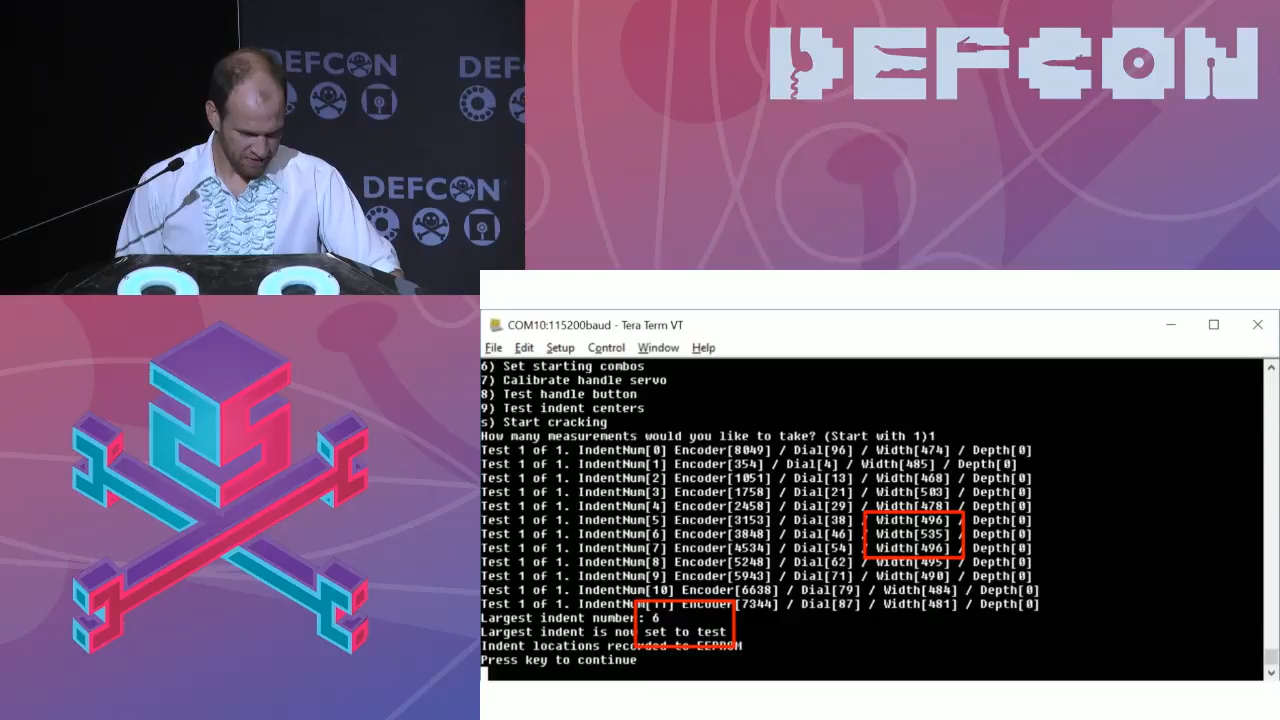 DEFCON
DEF
DEFCON
DEFCON
COM10:115200baud - Tera Term VT
File Edit Setup Control Window Help
6) Set starting combos
7) Calibrate handle servo
8) Test handle button
9) Test indent centers
s) Start cracking
How many measurements would you like to take? (Start with 1)1
Test 1 of 1. IndentNum[0] Encoder[8049] / Dial[96] / Width[474] / Depth[0]
Test 1 of 1. IndentNum[1] Encoder[354] / Dial[4] / Width[485] / Depth[0]
Test 1 of 1. IndentNum[2] Encoder[1051] / Dial[13] / Width[468] / Depth[0]
Test 1 of 1. IndentNum[3] Encoder[1758] / Dial[21] / Width[503] / Depth[0]
Test 1 of 1. IndentNum[4] Encoder[2458] / Dial[29] / Width[478] / Depth[0]
Test 1 of 1. IndentNum[5] Encoder[3153] / Dial[38] / Width[496] / Depth[0]
Test 1 of 1. IndentNum[6] Encoder[3848] / Dial[46] / Width[535] / Depth[0]
Test 1 of 1. IndentNum[7] Encoder[4534] / Dial[54] / Width[496] / Depth[0]
Test 1 of 1. IndentNum[8] Encoder[5248] / Dial[62] / Width[495] / Depth[0]
Test 1 of 1. IndentNum[9] Encoder[5943] / Dial[71] / Width[490] / Depth[0]
Test 1 of 1. IndentNum[10] Encoder[6638] / Dial[79] / Width[484] / Depth[0]
Test 1 of 1. IndentNum[11] Encoder[7344] / Dial[87] / Width[481] / Depth[0]
Largest indent number: 6
Largest indent is now set to test
Indent locations recorded to EEPROM
Press key to continue